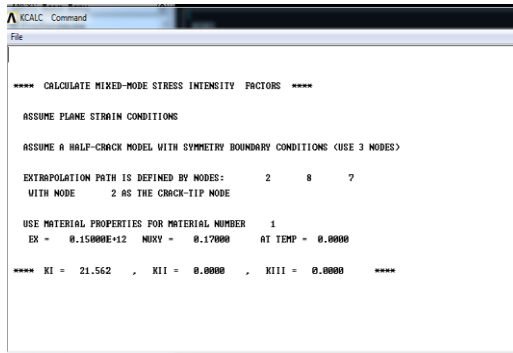 KCALC Command
File
**** CALCULATE MIXED-MODE STRESS INTENSITY FACTORS ****
ASSUME PLANE STRAIN CONDITIONS
ASSUME A HALF-CRACK MODEL WITH SYMMETRY BOUNDARY CONDITIONS (USE 3 NODES)
EXTRAPOLATION PATH IS DEFINED BY NODES: 2 8 7
WITH NODE 2 AS THE CRACK-TIP NODE
USE MATERIAL PROPERTIES FOR MATERIAL NUMBER 1
EX = 0.15000E+12 NUXY = 0.17000 AT TEMP = 0.0000
**** KI = 21.562 , KII = 0.0000 , KIII = 0.0000 ****